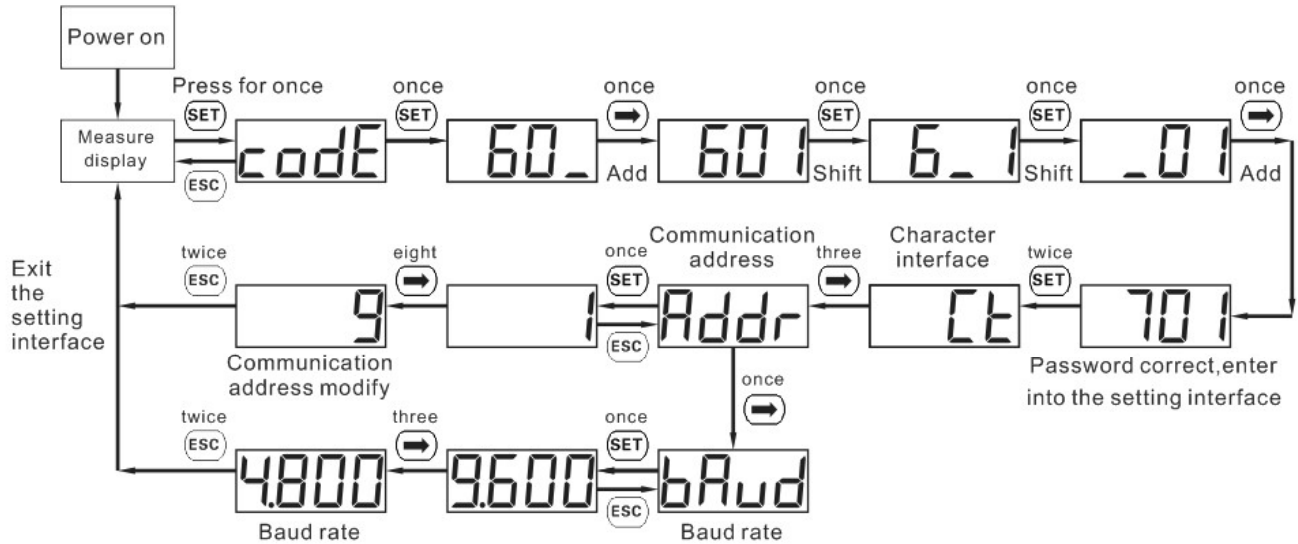 Power on
Press for once
SET
once
SET
once
once
SET
once
SET
once
Measure
display
ESC
codE
60_
Add
601
Shift
6_1
Shift
_01
Add
Exit
the
setting
interface
twice
ESC
eight
once
SET
Communication
address
three
Character
interface
twice
SET
9
1
ESC
Addr
Ct
701
Communication
address modify
once
Password correct,enter
into the setting interface
twice
ESC
three
once
SET
4.800
9.600
ESC
bAud
Baud rate
Baud rate